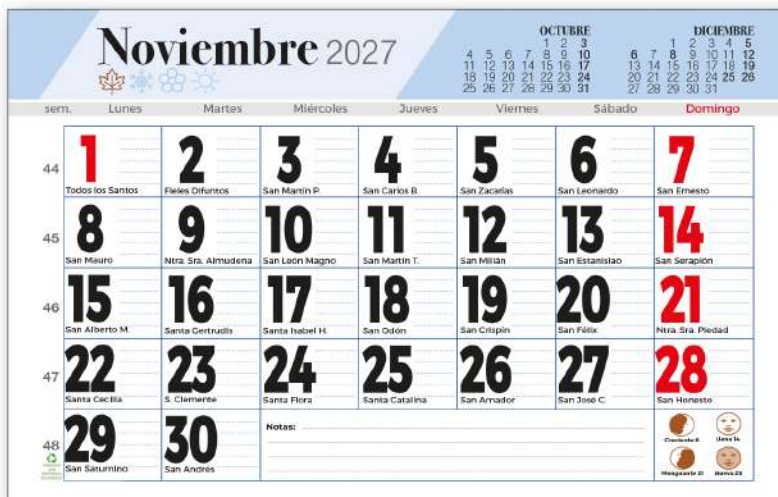 Noviembre 2027
OCTUBRE
1 2 3
4 5 6 7 8 9 10
11 12 13 14 15 16 17
18 19 20 21 22 23 24
25 26 27 28 29 30 31
DICIEMBRE
1 2 3 4 5
6 7 8 9 10 11 12
13 14 15 16 17 18 19
20 21 22 23 24 25 26
27 28 29 30 31
sem. Lunes Martes Miércoles Jueves Viernes Sábado Domingo
44 1 2 3 4 5 6 7
Todos los Santos Fieles Difuntos San Martín P. San Carlos B. San Zacarías San Leonardo San Ernesto
45 8 9 10 11 12 13 14
San Mauro Ntra. Sra. Almudena San León Magno San Martín T. San Millán San Estanislao San Serapión
46 15 16 17 18 19 20 21
San Alberto M. Santa Gertrudis Santa Isabel H. San Odón San Crispín San Félix Ntra. Sra. Piedad
47 22 23 24 25 26 27 28
Santa Cecilia S. Clemente Santa Flora Santa Catalina San Amador San José C. San Honesto
48 29 30 Notas:
San Saturnino San Andrés
Creciente 6 Llena 14
Menguante 21 Nueva 28